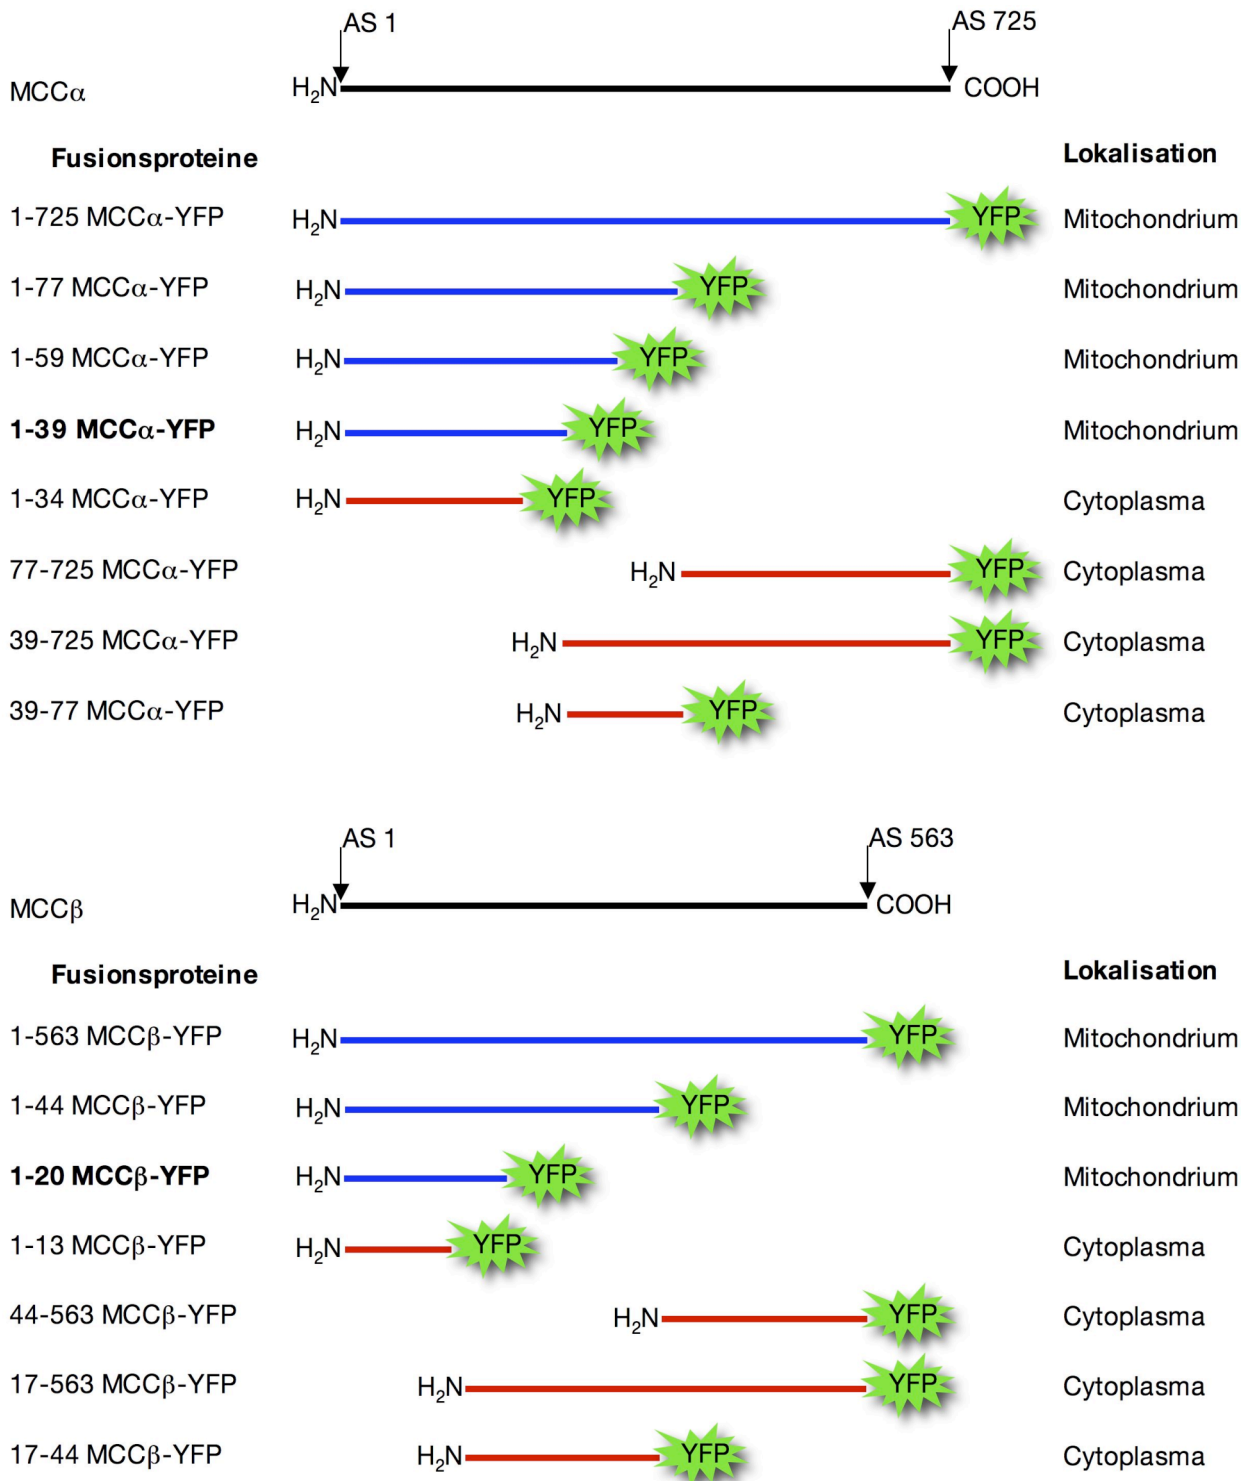 AS 1 AS 725
MCCα H₂N COOH
Fusionsproteine Lokalisation
1-725 MCCα-YFP H₂N YFP Mitochondrium
1-77 MCCα-YFP H₂N YFP Mitochondrium
1-59 MCCα-YFP H₂N YFP Mitochondrium
1-39 MCCα-YFP H₂N YFP Mitochondrium
1-34 MCCα-YFP H₂N YFP Cytoplasma
77-725 MCCα-YFP H₂N YFP Cytoplasma
39-725 MCCα-YFP H₂N YFP Cytoplasma
39-77 MCCα-YFP H₂N YFP Cytoplasma
AS 1 AS 563
MCCβ H₂N COOH
Fusionsproteine Lokalisation
1-563 MCCβ-YFP H₂N YFP Mitochondrium
1-44 MCCβ-YFP H₂N YFP Mitochondrium
1-20 MCCβ-YFP H₂N YFP Mitochondrium
1-13 MCCβ-YFP H₂N YFP Cytoplasma
44-563 MCCβ-YFP H₂N YFP Cytoplasma
17-563 MCCβ-YFP H₂N YFP Cytoplasma
17-44 MCCβ-YFP H₂N YFP Cytoplasma